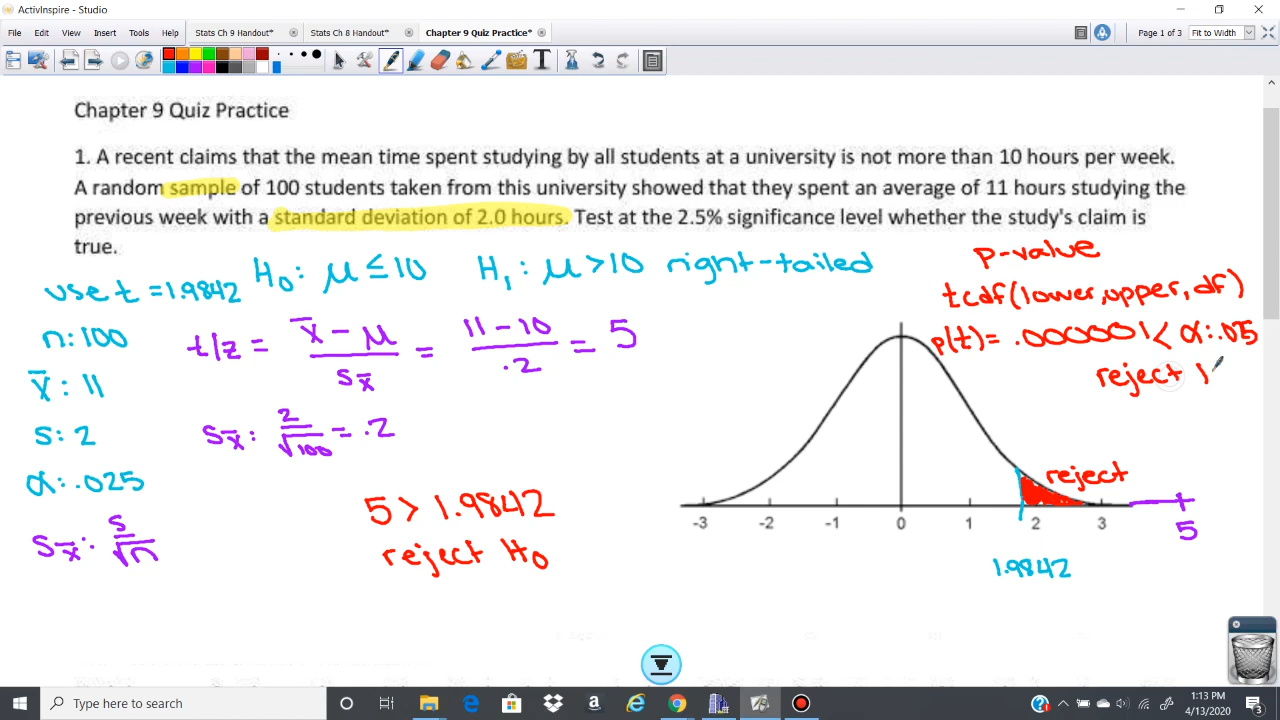 ActivInspire - Studio
File Edit View Insert Tools Help
Stats Ch 9 Handout*
Stats Ch 8 Handout*
Chapter 9 Quiz Practice*
Page 1 of 3
Fit to Width
Chapter 9 Quiz Practice
1. A recent claims that the mean time spent studying by all students at a university is not more than 10 hours per week.
A random sample of 100 students taken from this university showed that they spent an average of 11 hours studying the
previous week with a standard deviation of 2.0 hours. Test at the 2.5% significance level whether the study's claim is
true.
use t = 1.9842
H₀: μ ≤ 10
H₁: μ > 10 right-tailed
n: 100
x̄: 11
s: 2
α: .025
s x̄: s/√n
t/z = (x̄ - μ)/s x̄ = (11 - 10)/.2 = 5
s x̄: 2/√100 = .2
5 > 1.9842
reject H₀
p-value
tcdf(lower, upper, df)
p(t) = .0000001 < α: .05
reject
reject
-3 -2 -1 0 1 2 3
5
1.9842
Type here to search
1:13 PM
4/13/2020
3